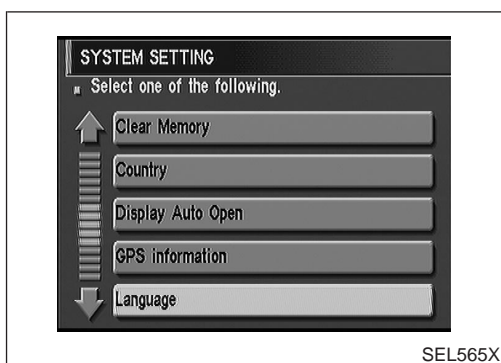 SYSTEM SETTING
Select one of the following.
Clear Memory
Country
Display Auto Open
GPS information
Language
SEL565X